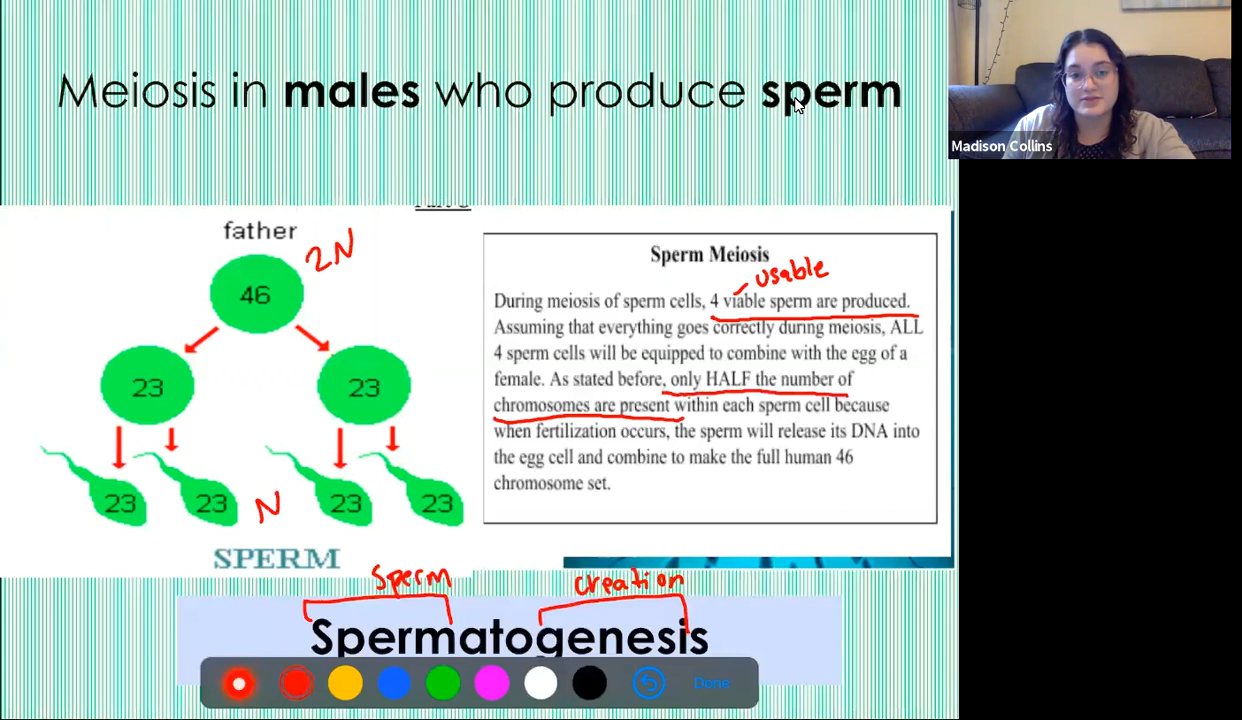 Meiosis in males who produce sperm
Madison Collins
father
2N
46
23
23
23
23
N
23
23
SPERM
Sperm Meiosis
usable
During meiosis of sperm cells, 4 viable sperm are produced.
Assuming that everything goes correctly during meiosis, ALL
4 sperm cells will be equipped to combine with the egg of a
female. As stated before, only HALF the number of
chromosomes are present within each sperm cell because
when fertilization occurs, the sperm will release its DNA into
the egg cell and combine to make the full human 46
chromosome set.
Sperm
creation
Spermatogenesis
Done